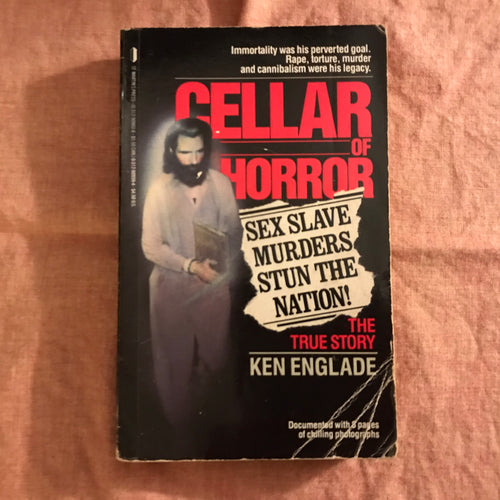 Immortality was his perverted goal.
Rape, torture, murder
and cannibalism were his legacy.
CELLAR
OF
HORROR
SEX SLAVE
MURDERS
STUN THE
NATION!
THE
TRUE STORY
KEN ENGLADE
Documented with 8 pages
of chilling photographs